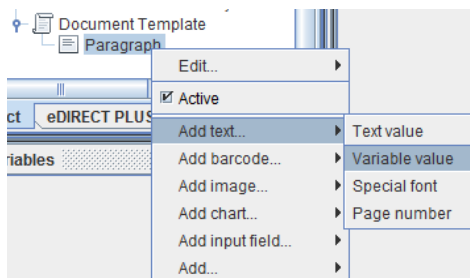 Document Template
Paragraph
Edit...
Active
ct eDIRECT PLUS
Add text... Text value
riables Add barcode... Variable value
Add image... Special font
Add chart... Page number
Add input field...
Add...